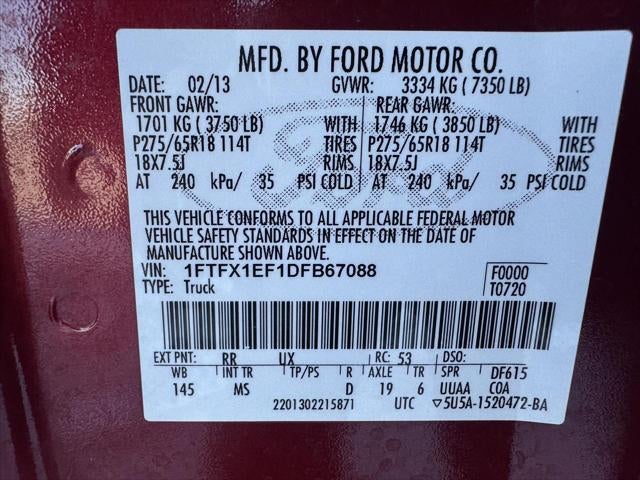 MFD. BY FORD MOTOR CO.
DATE: 02/13 GVWR: 3334 KG ( 7350 LB)
FRONT GAWR: REAR GAWR:
1701 KG ( 3750 LB) 1746 KG ( 3850 LB) WITH
P275/65R18 114T TIRES P275/65R18 114T TIRES
18X7.5J RIMS 18X7.5J RIMS
AT 240 kPa/ 35 PSI COLD AT 240 kPa/ 35 PSI COLD
THIS VEHICLE CONFORMS TO ALL APPLICABLE FEDERAL MOTOR
VEHICLE SAFETY STANDARDS IN EFFECT ON THE DATE OF
MANUFACTURE SHOWN ABOVE.
VIN: 1FTFX1EF1DFB67088 F0000
TYPE: Truck T0720
EXT PNT: RR UX RC: 53 DSO:
WB INT TR TP/PS R AXLE TR SPR DF615
145 MS D 19 6 UUAA COA
2201302215871 UTC ▽5U5A-1520472-BA
Ford